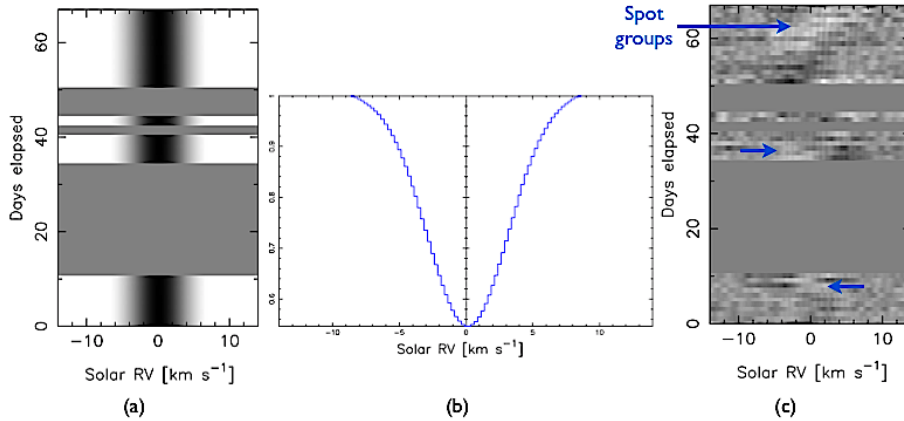 Spot
groups
Days elapsed
0
20
40
60
−10
0
10
Solar RV [km s⁻¹]
(a)
1
0.9
0.8
0.7
0.6
−10
−5
0
5
10
Solar RV [km s⁻¹]
(b)
Days elapsed
0
20
40
60
−10
0
10
Solar RV [km s⁻¹]
(c)